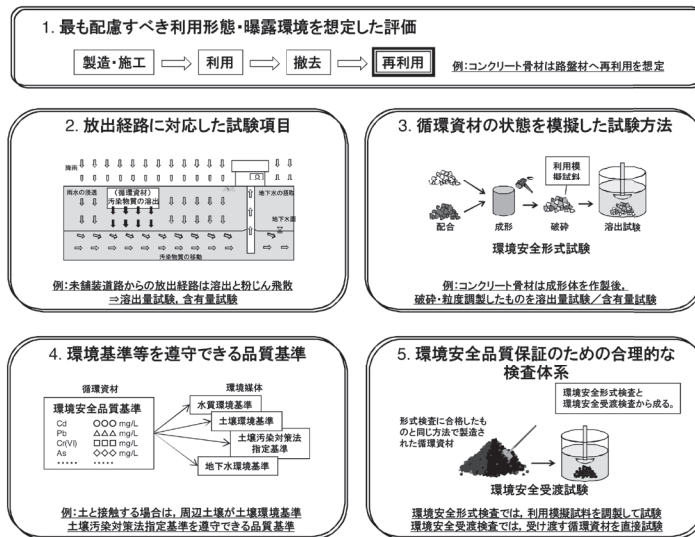 1. 最も配慮すべき利用形態・曝露環境を想定した評価
製造・施工
利用
撤去
再利用
例:コンクリート骨材は路盤材へ再利用を想定
2. 放出経路に対応した試験項目
降雨
雨水の浸透
(循環資材)
汚染物質の溶出
地下水の摂取
地下水面
汚染物質の移動
例:未舗装道路からの放出経路は溶出と粉じん飛散
⇒溶出量試験, 含有量試験
3. 循環資材の状態を模擬した試験方法
利用模
擬試料
配合
成形
破砕
溶出試験
環境安全形式試験
例:コンクリート骨材は成形体を作製後,
破砕・粒度調製したものを溶出量試験/含有量試験
4. 環境基準等を遵守できる品質基準
循環資材
環境媒体
環境安全品質基準
Cd ○○○ mg/L
Pb △△△ mg/L
Cr(VI) □□□ mg/L
As ◇◇◇ mg/L
・・・・・ ・・・・・
水質環境基準
土壌環境基準
土壌汚染対策法
指定基準
地下水環境基準
例:土と接触する場合は, 周辺土壌が土壌環境基準
土壌汚染対策法指定基準を遵守できる品質基準
5. 環境安全品質保証のための合理的な
検査体系
環境安全形式検査と
環境安全受渡検査から成る。
形式検査に合格したも
のと同じ方法で製造さ
れた循環資材
環境安全受渡試験
環境安全形式検査では, 利用模擬試料を調製して試験
環境安全受渡検査では, 受け渡す循環資材を直接試験